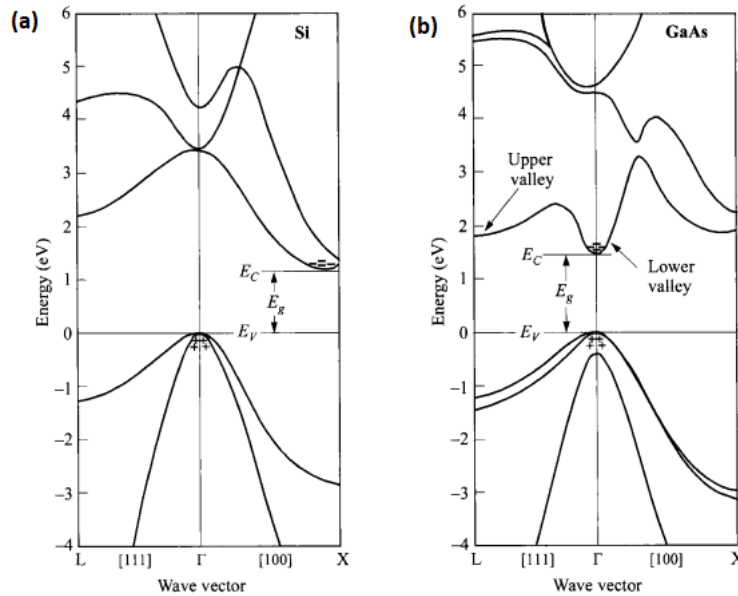 (a)
Si
6
5
4
3
2
1
0
−1
−2
−3
−4
Energy (eV)
E_C
E_g
E_V
L [111] Γ [100] X
Wave vector
(b)
GaAs
6
5
4
3
2
1
0
−1
−2
−3
−4
Energy (eV)
Upper
valley
Lower
valley
E_C
E_g
E_V
L [111] Γ [100] X
Wave vector